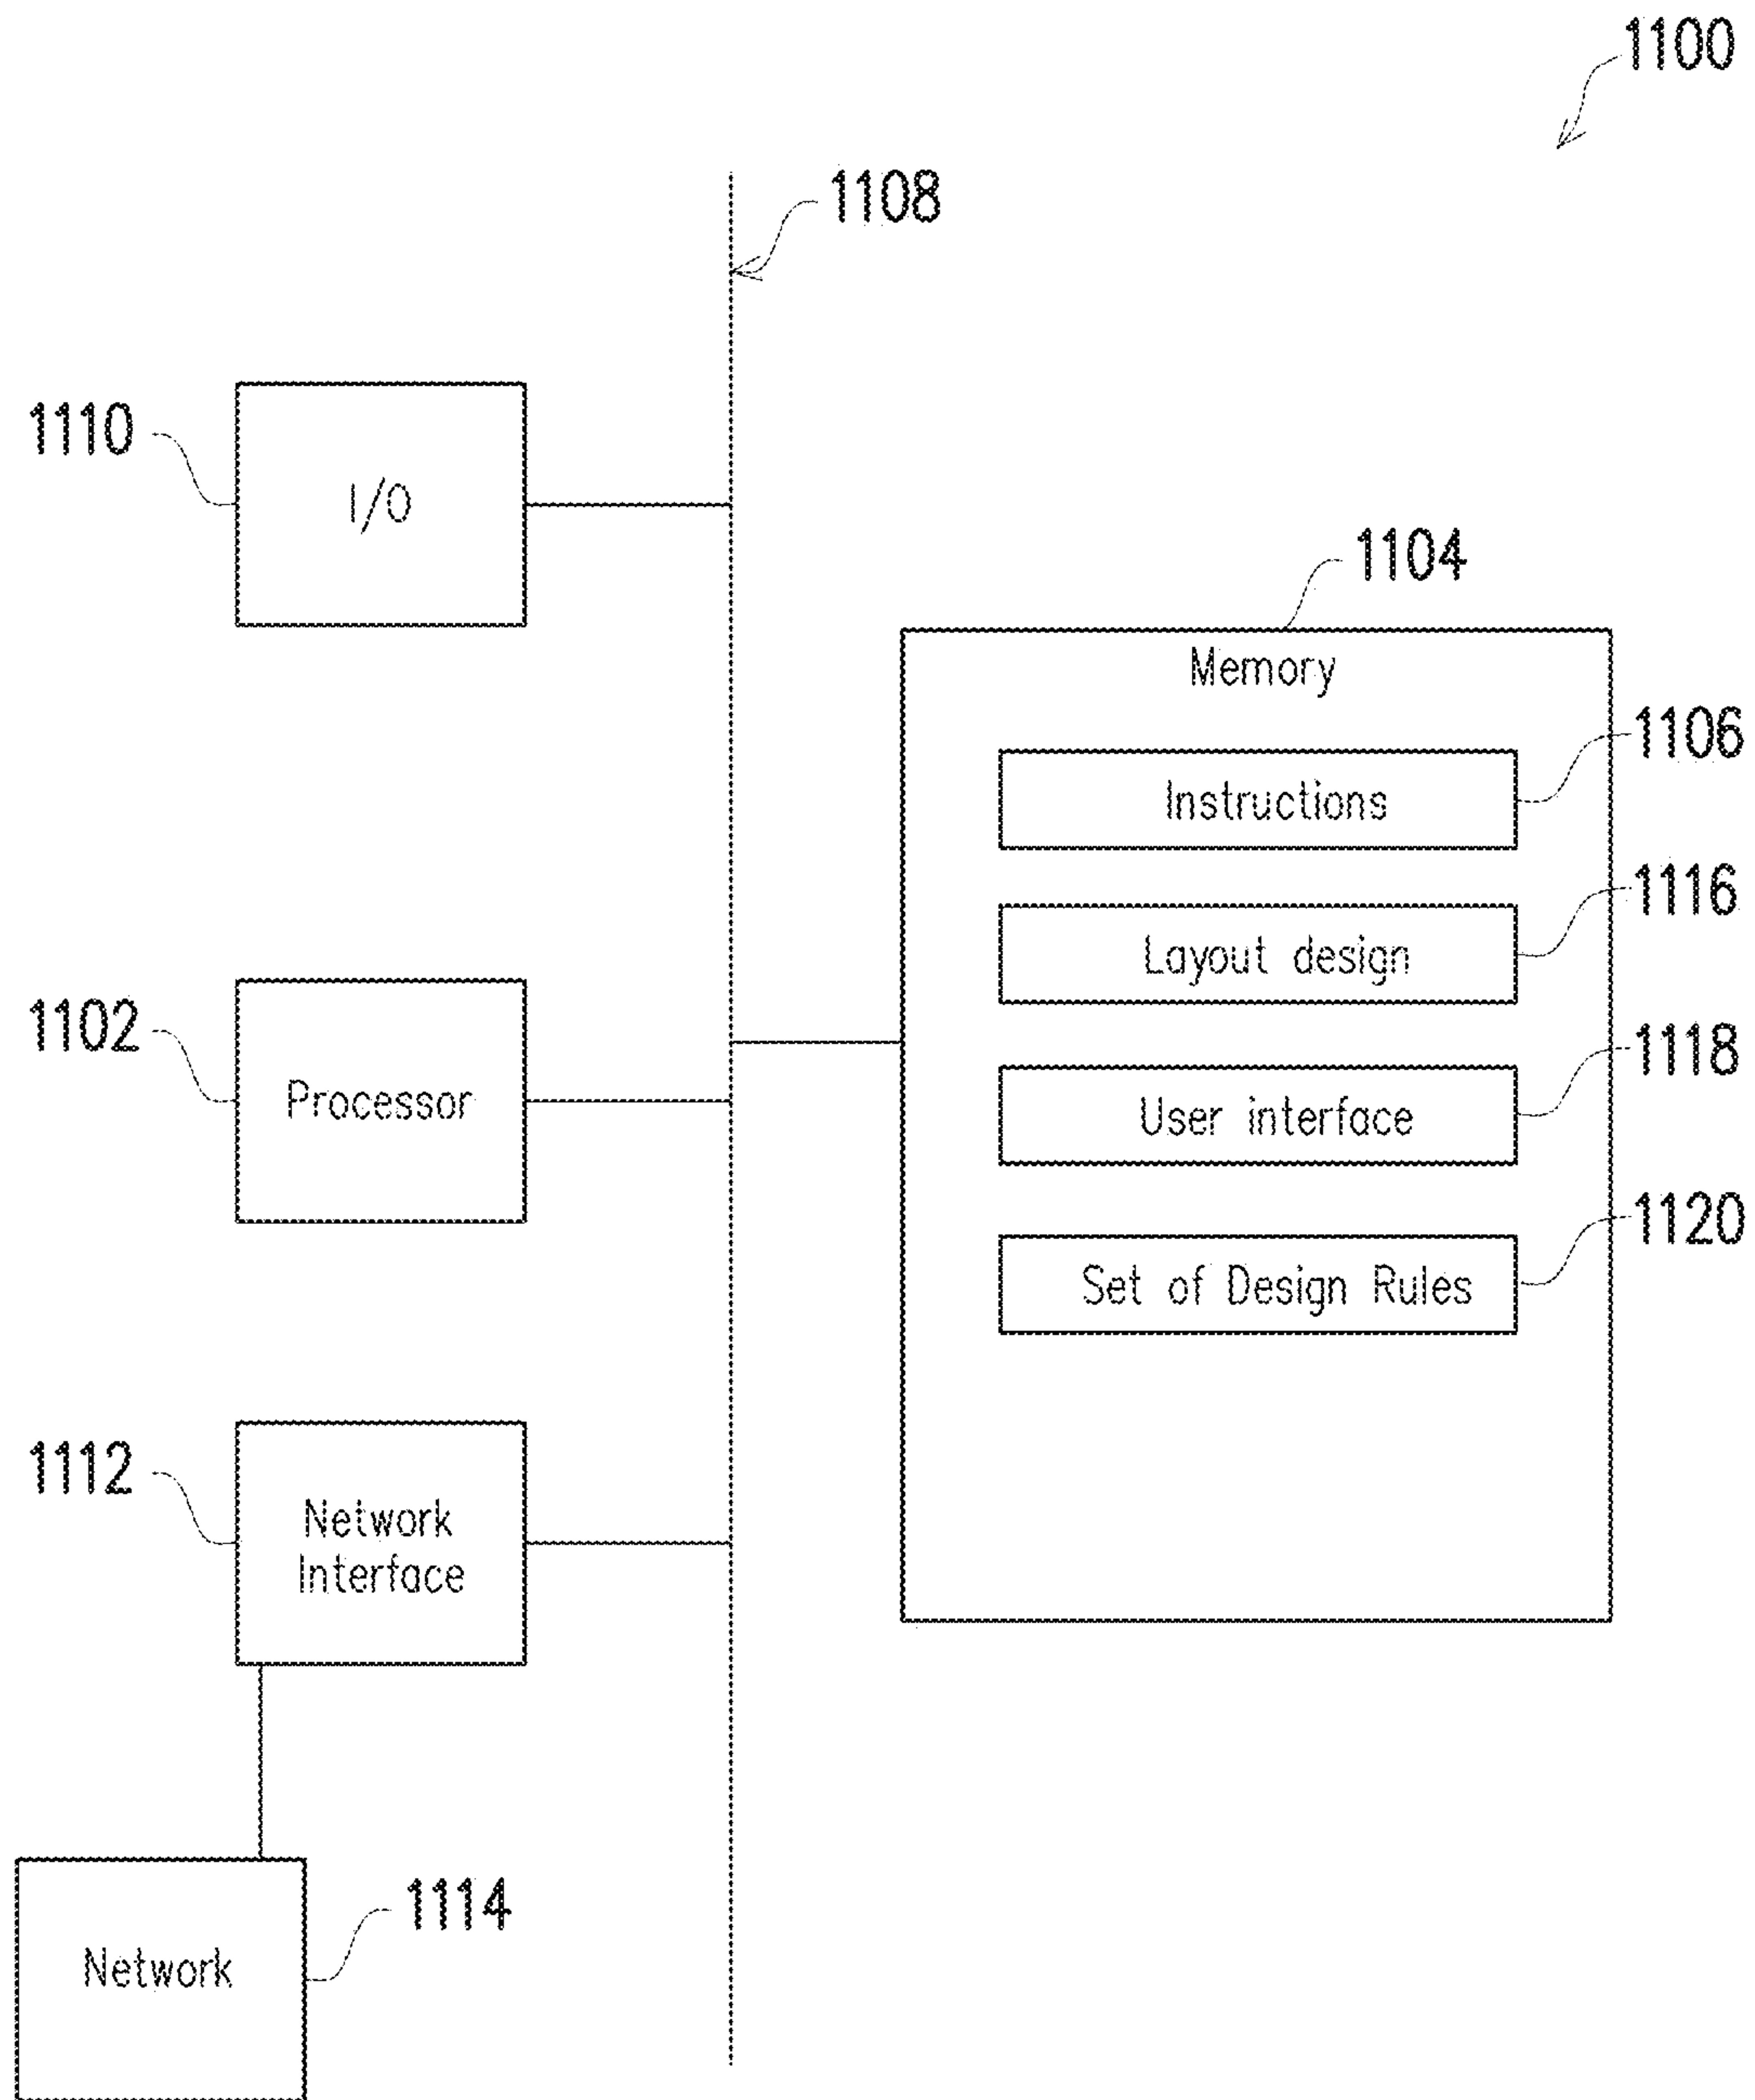 1100
1108
1110
I/O
1104
Memory
1106
Instructions
1116
Layout design
1102
Processor
1118
User interface
1120
Set of Design Rules
1112
Network
Interface
1114
Network